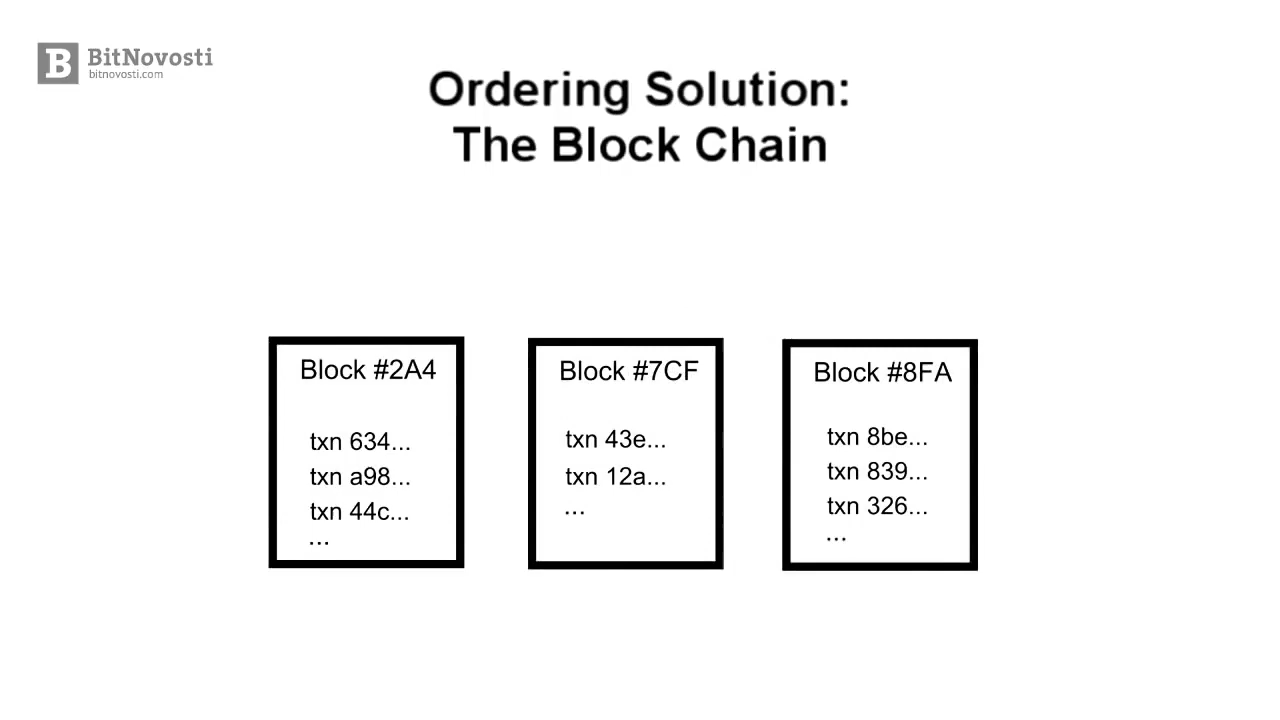 B BitNovosti
bitnovosti.com
Ordering Solution:
The Block Chain
Block #2A4
txn 634...
txn a98...
txn 44c...
...
Block #7CF
txn 43e...
txn 12a...
...
Block #8FA
txn 8be...
txn 839...
txn 326...
...